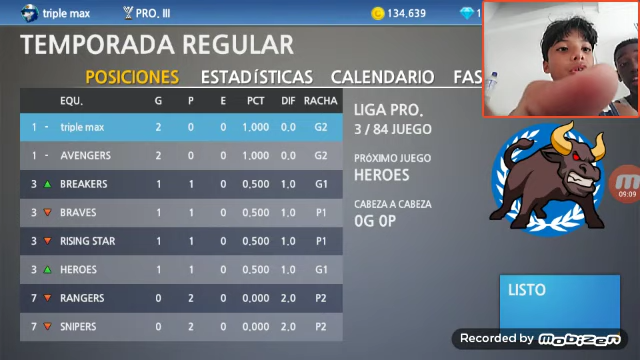 triple max PRO. III 134,639 1
TEMPORADA REGULAR
POSICIONES ESTADÍSTICAS CALENDARIO FAS
EQU. G P E PCT DIF RACHA
1 - triple max 2 0 0 1,000 0,0 G2
1 - AVENGERS 2 0 0 1,000 0,0 G2
3 BREAKERS 1 1 0 0,500 1,0 G1
3 BRAVES 1 1 0 0,500 1,0 P1
3 RISING STAR 1 1 0 0,500 1,0 P1
3 HEROES 1 1 0 0,500 1,0 G1
7 RANGERS 0 2 0 0,000 2,0 P2
7 SNIPERS 0 2 0 0,000 2,0 P2
LIGA PRO.
3 / 84 JUEGO
PRÓXIMO JUEGO
HEROES
CABEZA A CABEZA
0G 0P
09:09
LISTO
Recorded by Mobizen